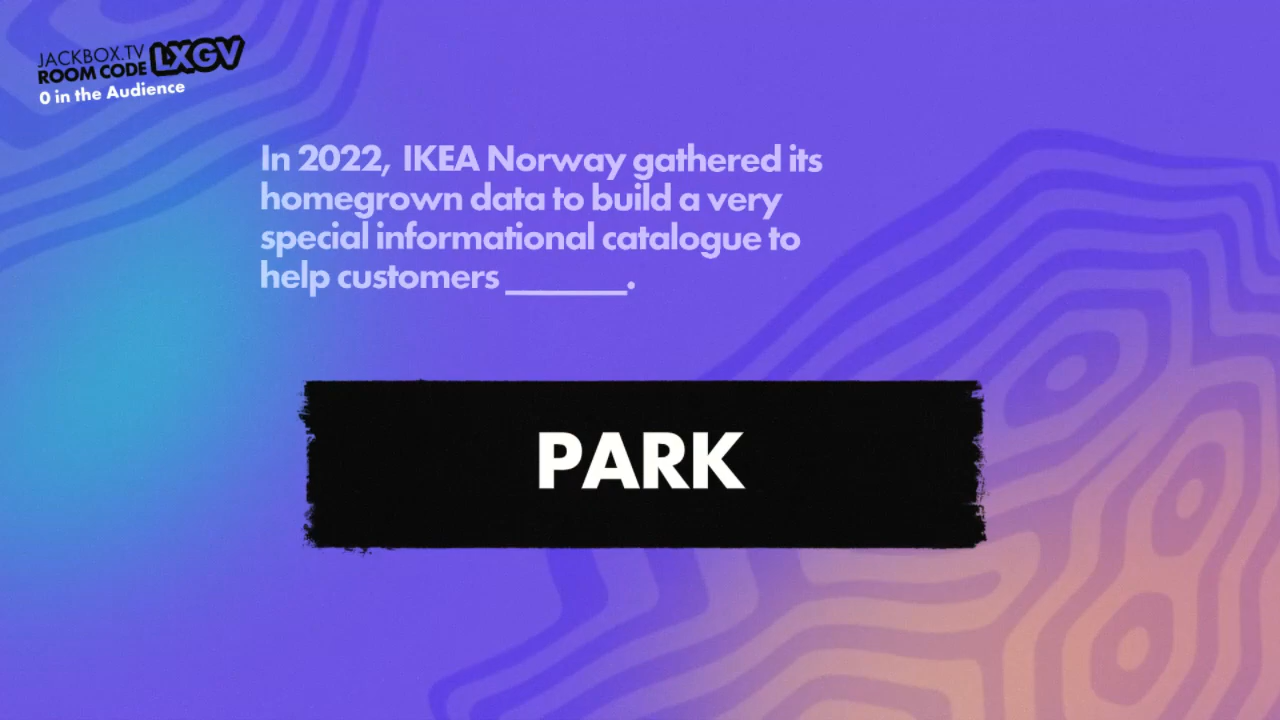 JACKBOX.TV
ROOM CODE LXGV
0 in the Audience
In 2022, IKEA Norway gathered its
homegrown data to build a very
special informational catalogue to
help customers ________.
PARK